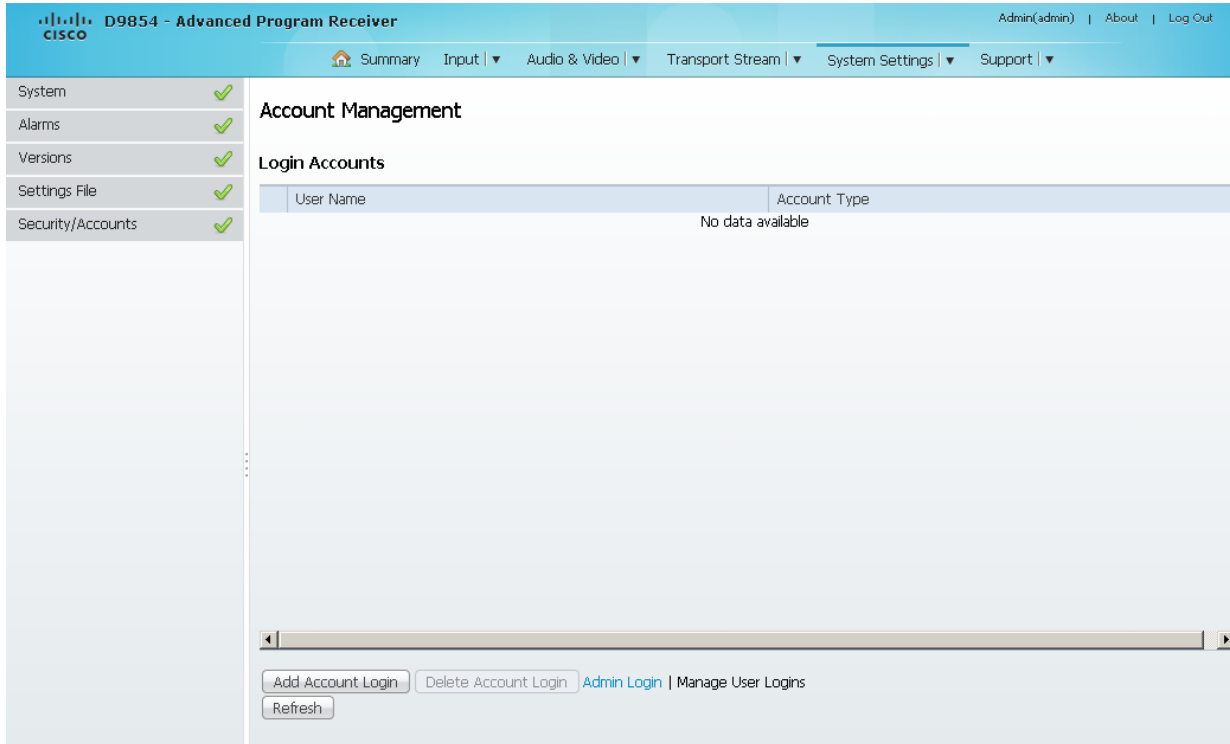 CISCO D9854 - Advanced Program Receiver
Admin(admin) | About | Log Out
Summary Input | Audio & Video | Transport Stream | System Settings | Support |
System
Alarms
Versions
Settings File
Security/Accounts
Account Management
Login Accounts
User Name Account Type
No data available
Add Account Login Delete Account Login Admin Login | Manage User Logins
Refresh